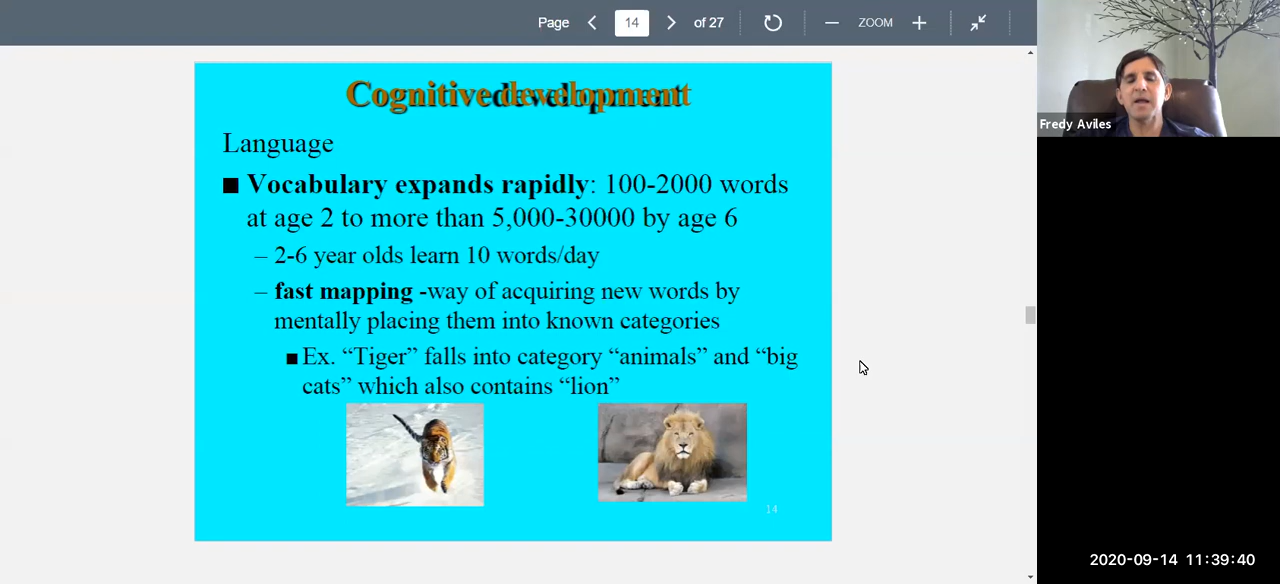 Page 14 of 27 ZOOM
Cognitive development
Language
■ Vocabulary expands rapidly: 100-2000 words
at age 2 to more than 5,000-30000 by age 6
– 2-6 year olds learn 10 words/day
– fast mapping -way of acquiring new words by
mentally placing them into known categories
■ Ex. “Tiger” falls into category “animals” and “big
cats” which also contains “lion”
14
Fredy Aviles
2020-09-14 11:39:40